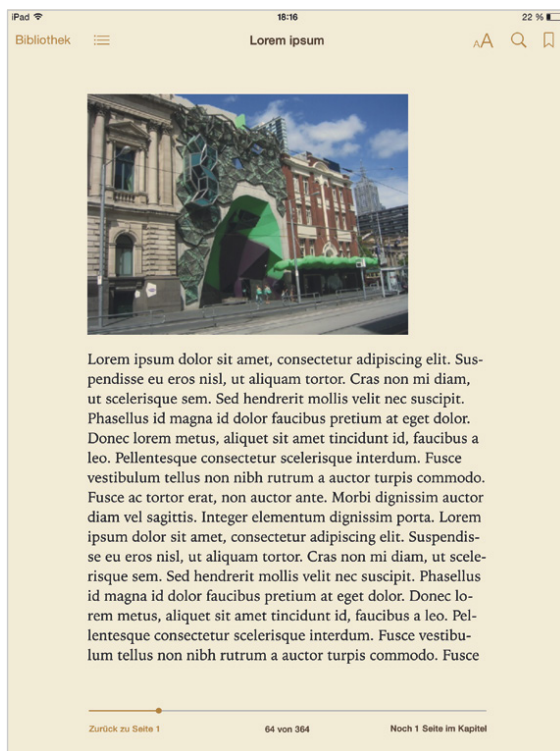 iPad 18:16 22 %
Bibliothek Lorem ipsum AA
Lorem ipsum dolor sit amet, consectetur adipiscing elit. Sus-
pendisse eu eros nisl, ut aliquam tortor. Cras non mi diam,
ut scelerisque sem. Sed hendrerit mollis velit nec suscipit.
Phasellus id magna id dolor faucibus pretium at eget dolor.
Donec lorem metus, aliquet sit amet tincidunt id, faucibus a
leo. Pellentesque consectetur scelerisque interdum. Fusce
vestibulum tellus non nibh rutrum a auctor turpis commodo.
Fusce ac tortor erat, non auctor ante. Morbi dignissim auctor
diam vel sagittis. Integer elementum dignissim porta. Lorem
ipsum dolor sit amet, consectetur adipiscing elit. Suspendis-
se eu eros nisl, ut aliquam tortor. Cras non mi diam, ut scele-
risque sem. Sed hendrerit mollis velit nec suscipit. Phasellus
id magna id dolor faucibus pretium at eget dolor. Donec lo-
rem metus, aliquet sit amet tincidunt id, faucibus a leo. Pel-
lentesque consectetur scelerisque interdum. Fusce vestibu-
lum tellus non nibh rutrum a auctor turpis commodo. Fusce
Zurück zu Seite 1 64 von 364 Noch 1 Seite im Kapitel